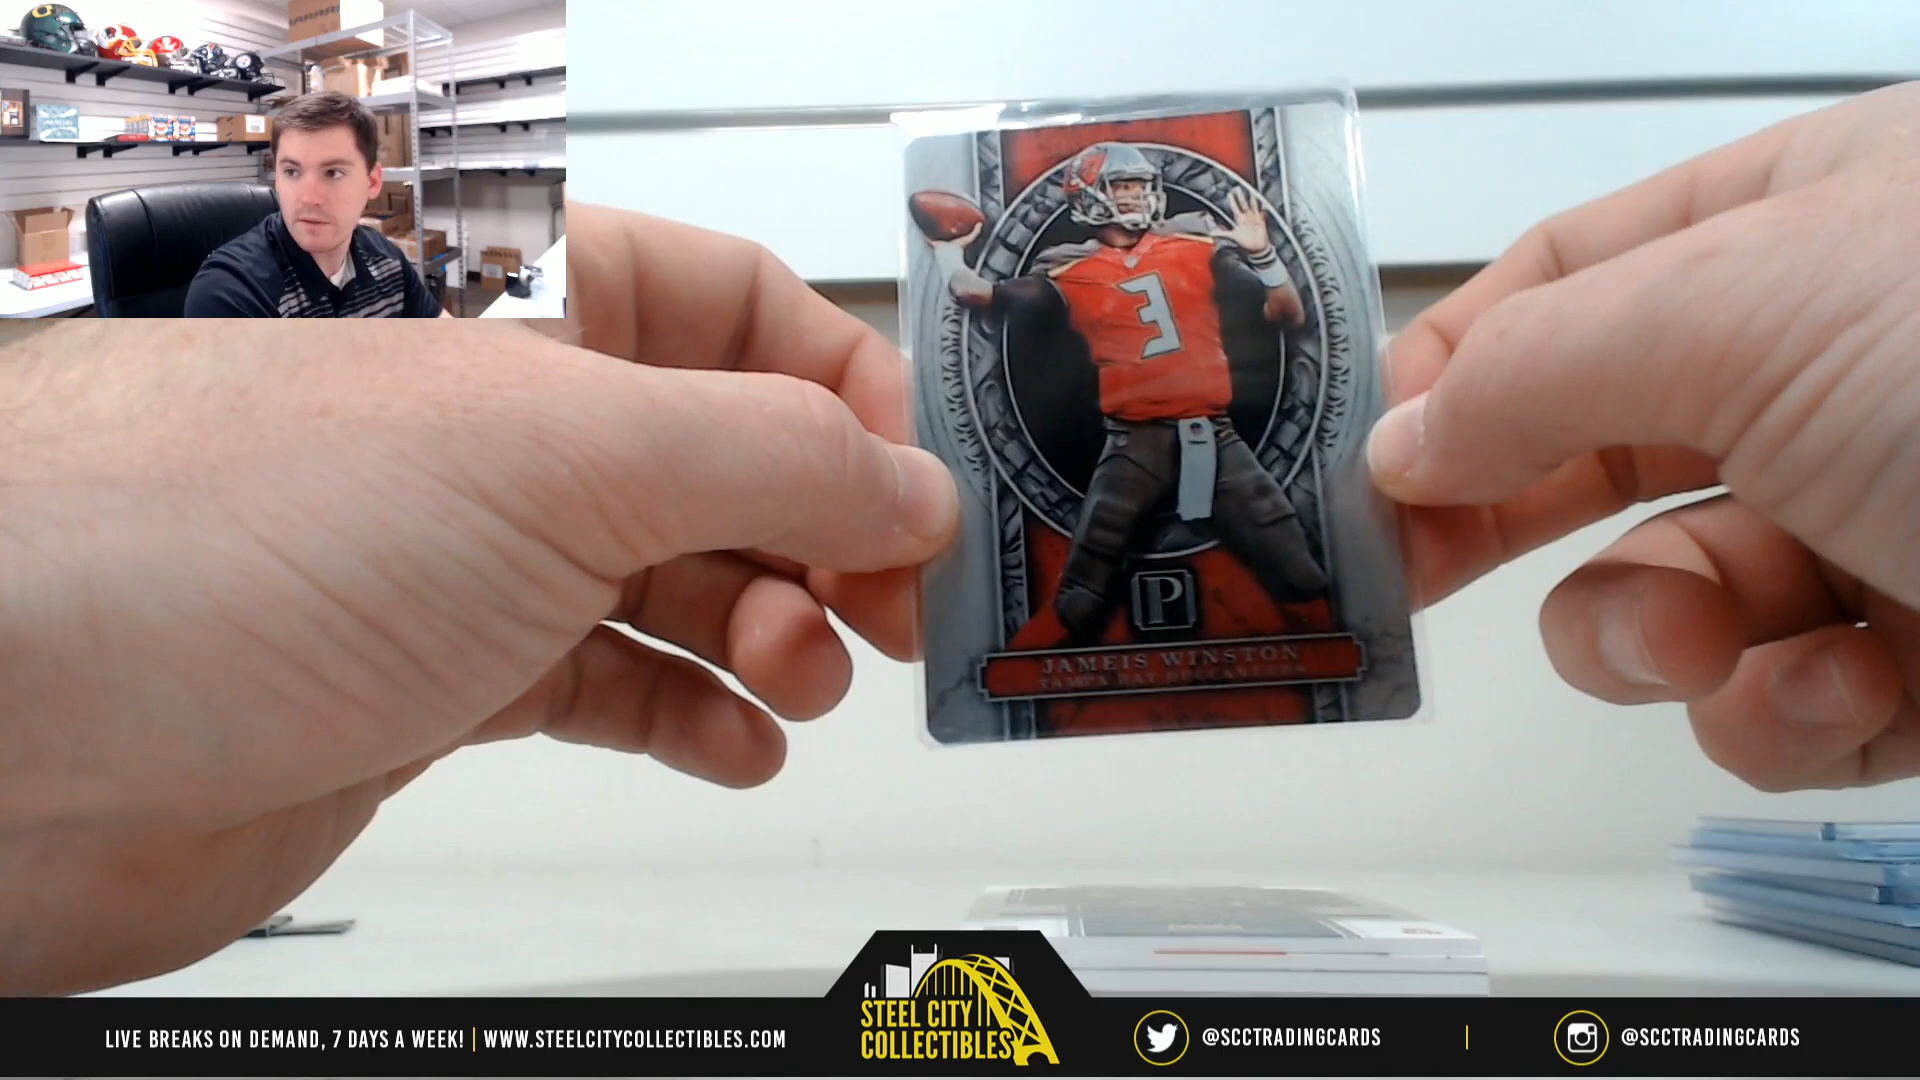 3
P
JAMEIS WINSTON
TAMPA BAY BUCCANEERS
LIVE BREAKS ON DEMAND, 7 DAYS A WEEK! | WWW.STEELCITYCOLLECTIBLES.COM
STEEL CITY
COLLECTIBLES
@SCCTRADINGCARDS
@SCCTRADINGCARDS